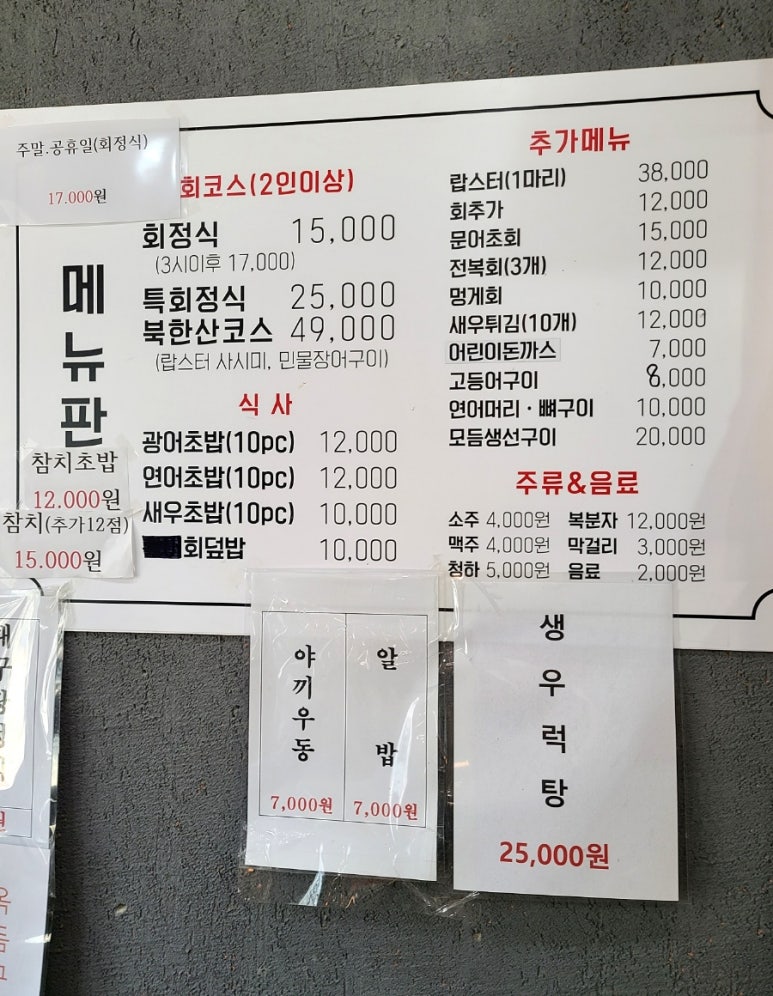 주말.공휴일(회정식)
17.000원
메뉴판
회코스(2인이상)
회정식 15,000
(3시이후 17,000)
특회정식 25,000
북한산코스 49,000
(랍스터 사시미, 민물장어구이)
식 사
광어초밥(10pc) 12,000
연어초밥(10pc) 12,000
새우초밥(10pc) 10,000
회덮밥 10,000
참치초밥
12.000원
참치(추가12점)
15.000원
추가메뉴
랍스터(1마리) 38,000
회추가 12,000
문어초회 15,000
전복회(3개) 12,000
멍게회 10,000
새우튀김(10개) 12,000
어린이돈까스 7,000
고등어구이 8,000
연어머리·뼈구이 10,000
모듬생선구이 20,000
주류&음료
소주 4,000원 복분자 12,000원
맥주 4,000원 막걸리 3,000원
청하 5,000원 음료 2,000원
야끼우동
7,000원
알밥
7,000원
생우럭탕
25,000원